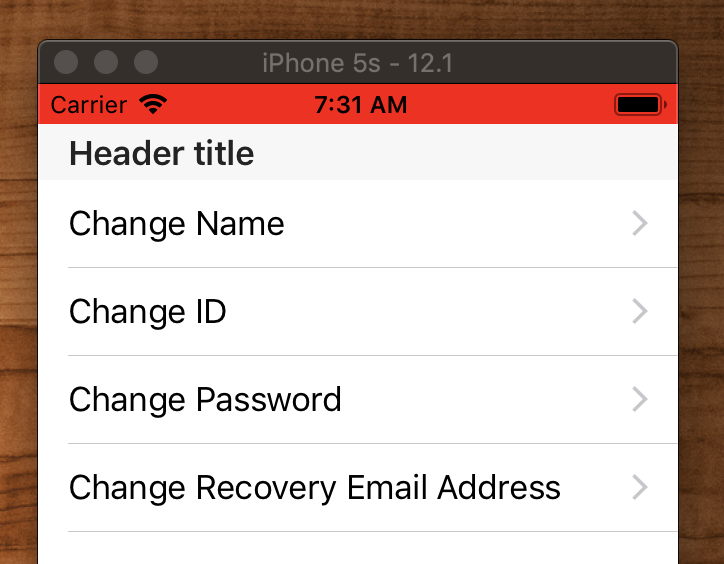 iPhone 5s - 12.1
Carrier 7:31 AM
Header title
Change Name
Change ID
Change Password
Change Recovery Email Address